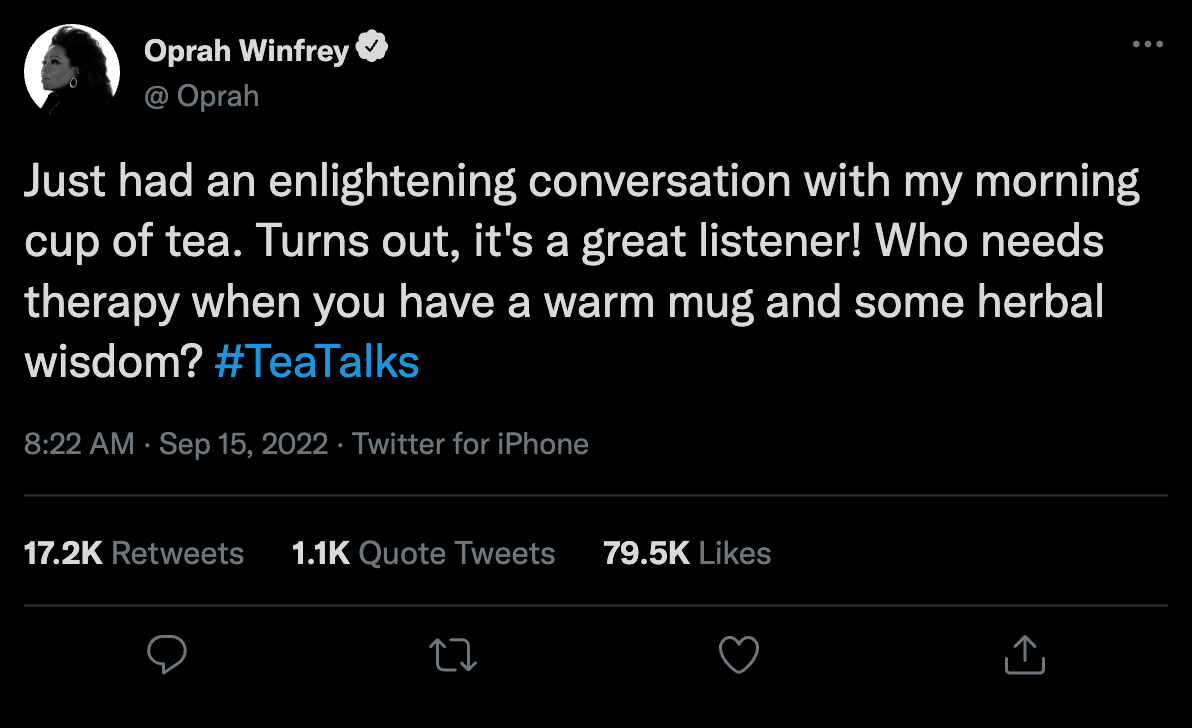 Oprah Winfrey
@ Oprah
Just had an enlightening conversation with my morning
cup of tea. Turns out, it's a great listener! Who needs
therapy when you have a warm mug and some herbal
wisdom? #TeaTalks
8:22 AM · Sep 15, 2022 · Twitter for iPhone
17.2K Retweets 1.1K Quote Tweets 79.5K Likes